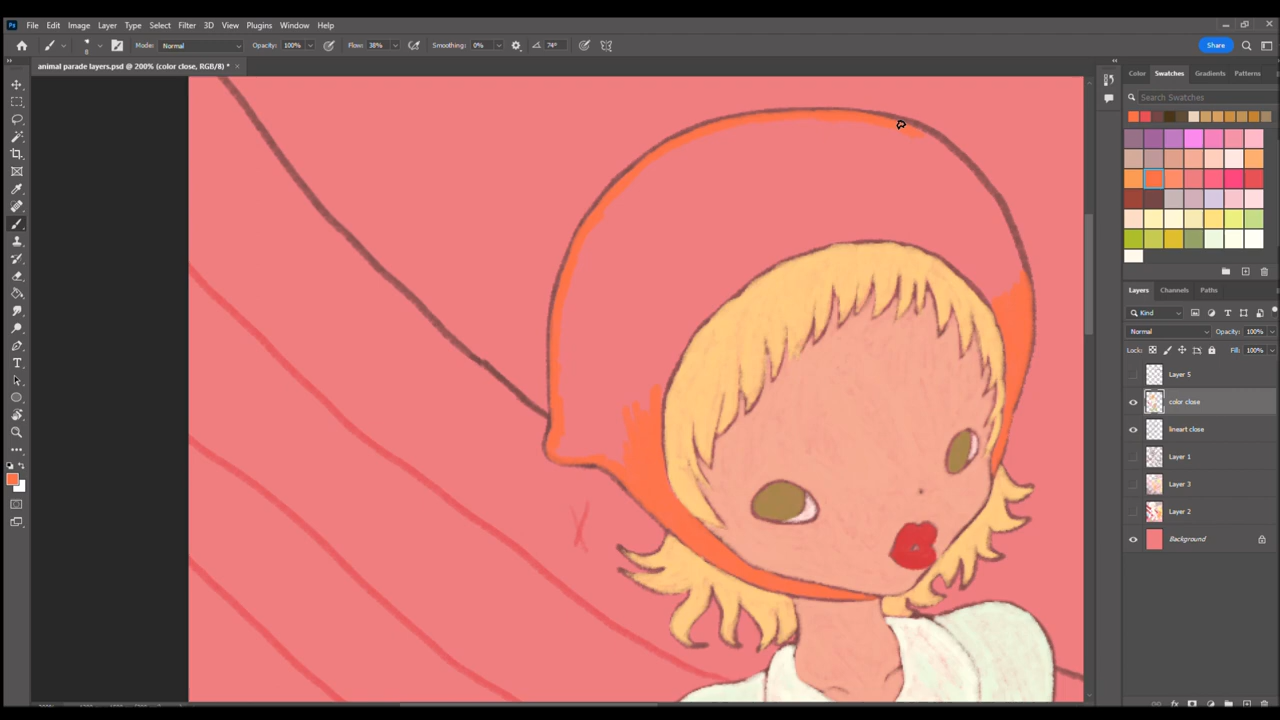 Ps File Edit Image Layer Type Select Filter 3D View Plugins Window Help
8 Mode: Normal Opacity: 100% Flow: 38% Smoothing: 0% 74° Share
animal parade layers.psd @ 200% (color close, RGB/8) * ×
Color Swatches Gradients Patterns
Search Swatches
Layers Channels Paths
Kind
Normal Opacity: 100%
Lock: Fill: 100%
Layer 5
color close
lineart close
Layer 1
Layer 3
Layer 2
Background